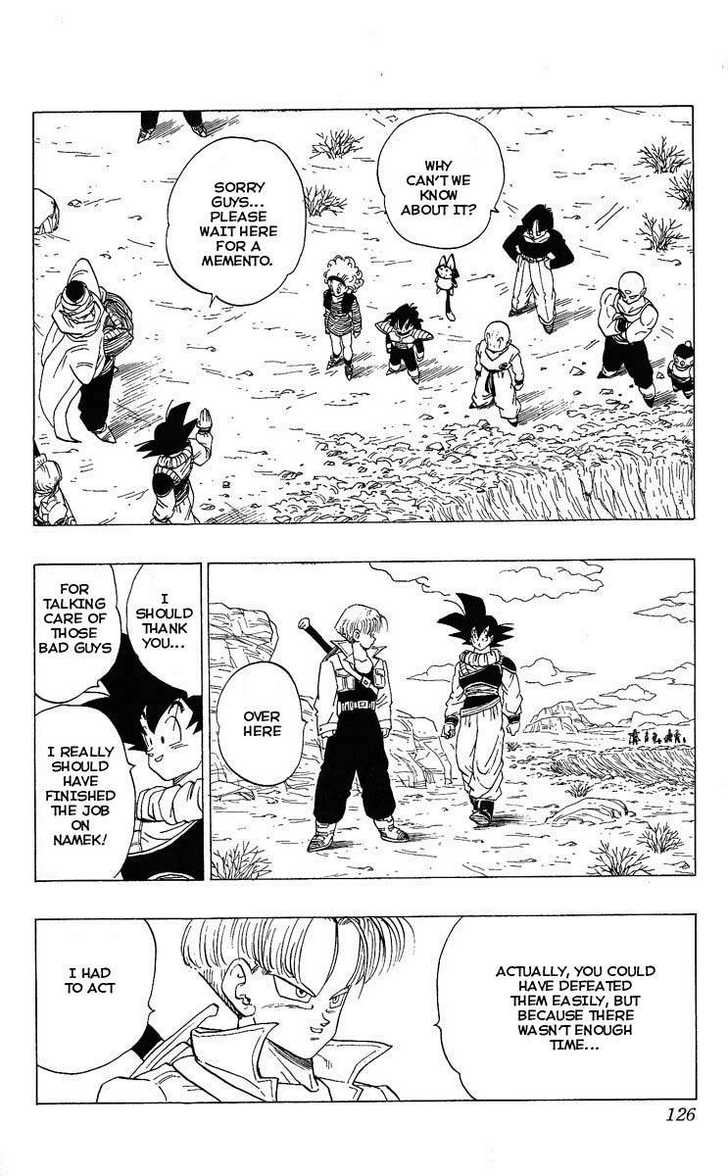 WHY
CAN'T WE
KNOW
ABOUT IT?
SORRY
GUYS...
PLEASE
WAIT HERE
FOR A
MEMENTO.
OVER
HERE
I
SHOULD
THANK
YOU...
FOR
TALKING
CARE OF
THOSE
BAD GUYS
I REALLY
SHOULD
HAVE
FINISHED
THE JOB
ON
NAMEK!
ACTUALLY, YOU COULD
HAVE DEFEATED
THEM EASILY, BUT
BECAUSE THERE
WASN'T ENOUGH
TIME...
I HAD
TO ACT
126